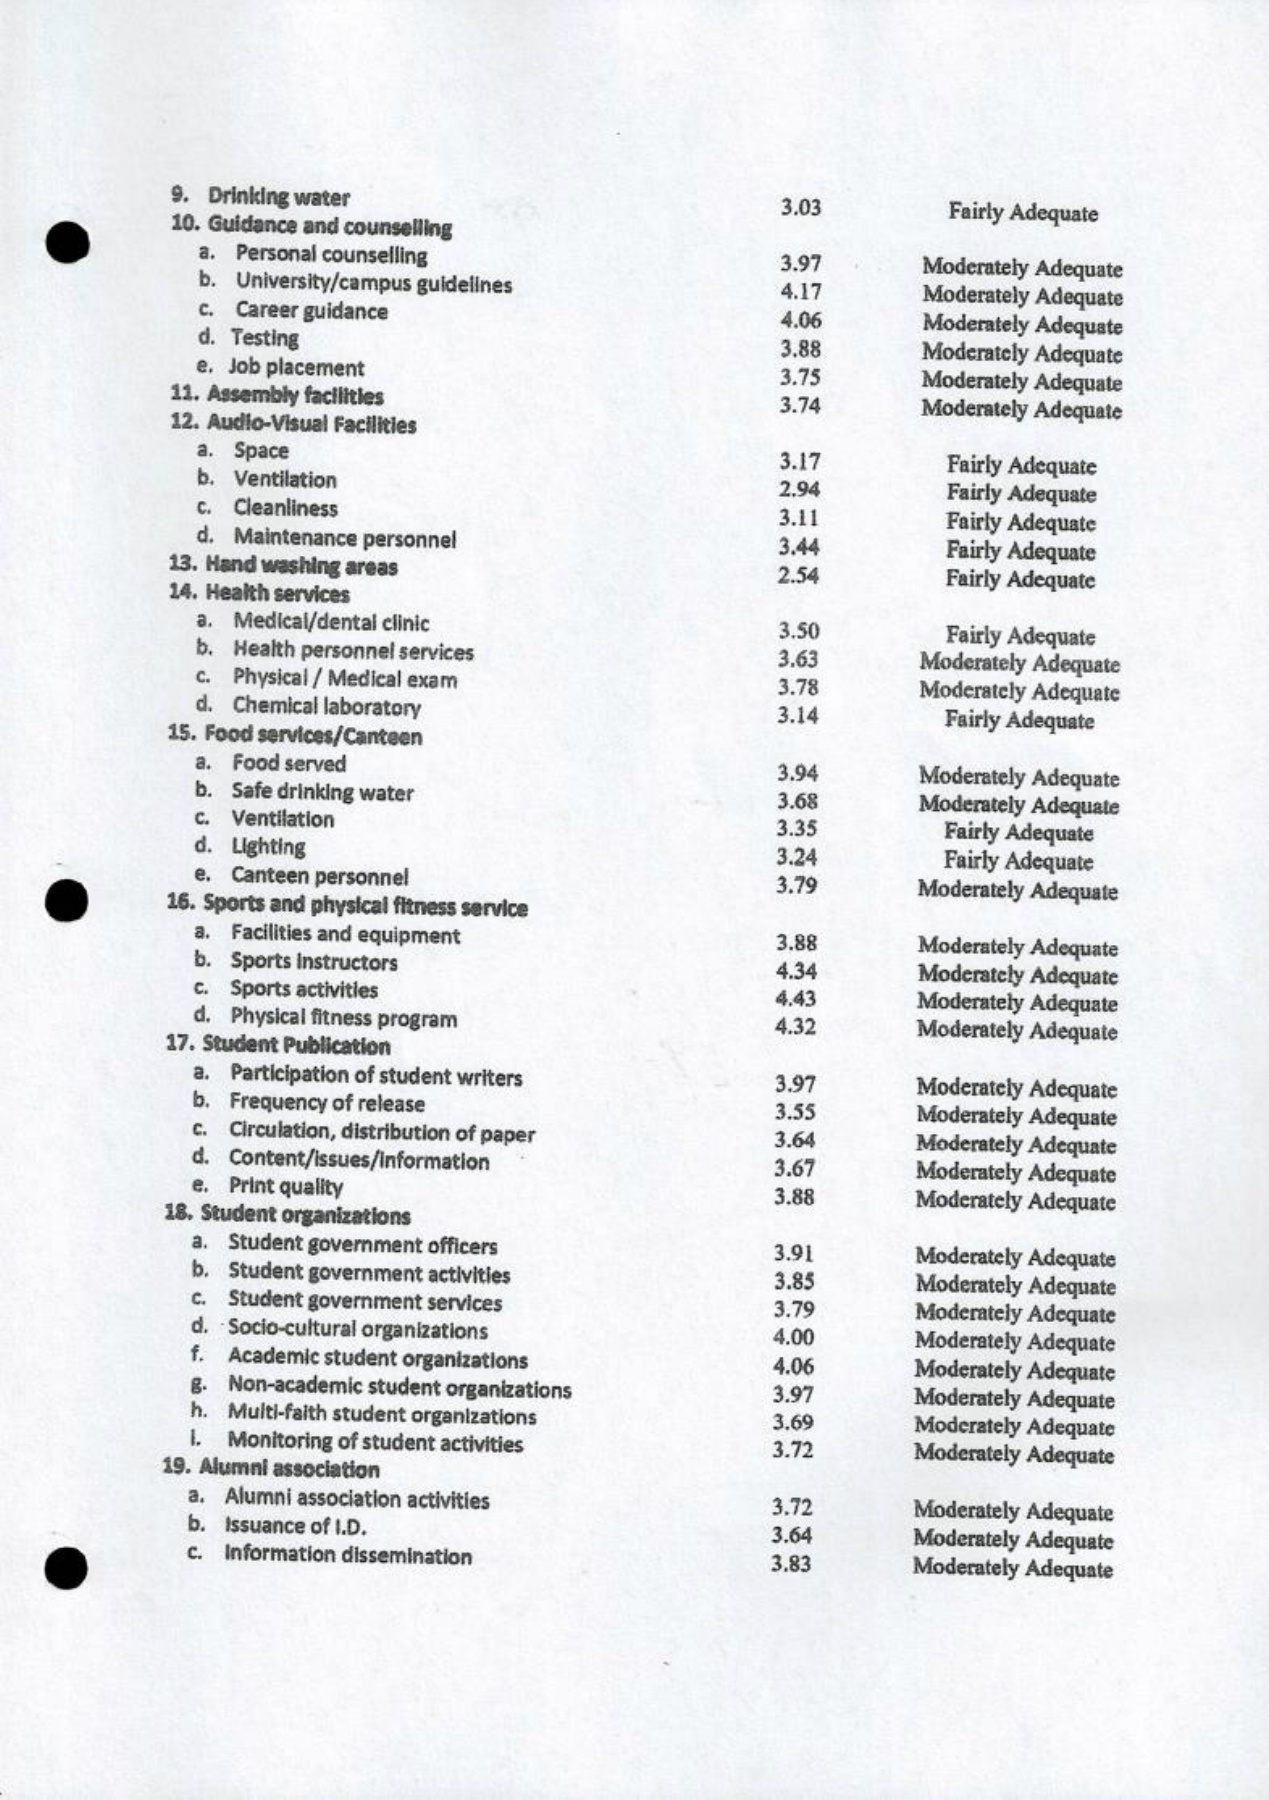 9. Drinking water 3.03 Fairly Adequate
10. Guidance and counselling
a. Personal counselling 3.97 Moderately Adequate
b. University/campus guidelines 4.17 Moderately Adequate
c. Career guidance 4.06 Moderately Adequate
d. Testing 3.88 Moderately Adequate
e. Job placement 3.75 Moderately Adequate
11. Assembly facilities 3.74 Moderately Adequate
12. Audio-Visual Facilities
a. Space 3.17 Fairly Adequate
b. Ventilation 2.94 Fairly Adequate
c. Cleanliness 3.11 Fairly Adequate
d. Maintenance personnel 3.44 Fairly Adequate
13. Hand washing areas 2.54 Fairly Adequate
14. Health services
a. Medical/dental clinic 3.50 Fairly Adequate
b. Health personnel services 3.63 Moderately Adequate
c. Physical / Medical exam 3.78 Moderately Adequate
d. Chemical laboratory 3.14 Fairly Adequate
15. Food services/Canteen
a. Food served 3.94 Moderately Adequate
b. Safe drinking water 3.68 Moderately Adequate
c. Ventilation 3.35 Fairly Adequate
d. Lighting 3.24 Fairly Adequate
e. Canteen personnel 3.79 Moderately Adequate
16. Sports and physical fitness service
a. Facilities and equipment 3.88 Moderately Adequate
b. Sports Instructors 4.34 Moderately Adequate
c. Sports activities 4.43 Moderately Adequate
d. Physical fitness program 4.32 Moderately Adequate
17. Student Publication
a. Participation of student writers 3.97 Moderately Adequate
b. Frequency of release 3.55 Moderately Adequate
c. Circulation, distribution of paper 3.64 Moderately Adequate
d. Content/issues/information 3.67 Moderately Adequate
e. Print quality 3.88 Moderately Adequate
18. Student organizations
a. Student government officers 3.91 Moderately Adequate
b. Student government activities 3.85 Moderately Adequate
c. Student government services 3.79 Moderately Adequate
d. Socio-cultural organizations 4.00 Moderately Adequate
f. Academic student organizations 4.06 Moderately Adequate
g. Non-academic student organizations 3.97 Moderately Adequate
h. Multi-faith student organizations 3.69 Moderately Adequate
i. Monitoring of student activities 3.72 Moderately Adequate
19. Alumni association
a. Alumni association activities 3.72 Moderately Adequate
b. Issuance of I.D. 3.64 Moderately Adequate
c. Information dissemination 3.83 Moderately Adequate